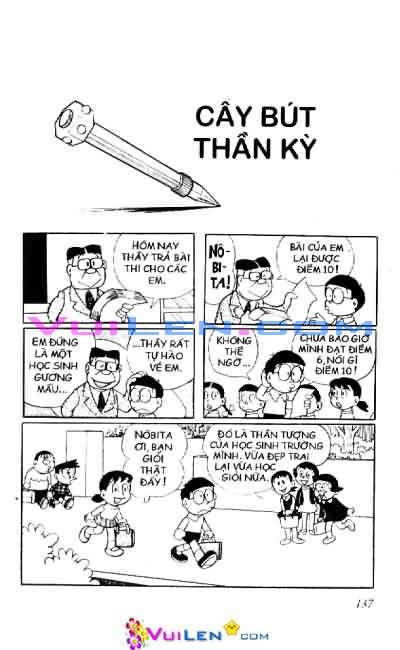 CÂY BÚT
THẦN KỲ
HÔM NAY
THẦY TRẢ BÀI
THI CHO CÁC
EM.
NÔ-
BI-
TA!
BÀI CỦA EM
LẠI ĐƯỢC
ĐIỂM 10!
EM ĐÚNG
LÀ MỘT
HỌC SINH
GƯƠNG
MẪU...
...THẦY RẤT
TỰ HÀO
VỀ EM.
KHÔNG
THỂ
NGỜ...
CHƯA BAO GIỜ
MÌNH ĐẠT ĐIỂM
6, NÓI GÌ
ĐIỂM 10!
NÔBITA
ƠI, BẠN
GIỎI
THẬT
ĐẤY!
ĐÓ LÀ THẦN TƯỢNG
CỦA HỌC SINH TRƯỜNG
MÌNH. VỪA ĐẸP TRAI
LẠI VỪA HỌC
GIỎI NỮA.
VUILEN.COM
137
VUILEN.COM